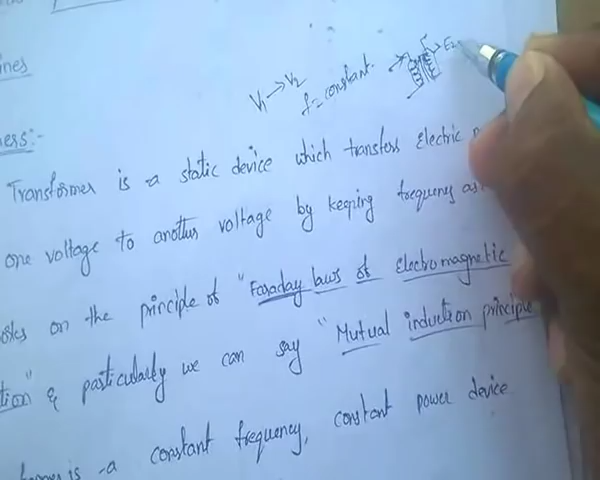 ines
V1 → V2
f = constant.
E2
ers:-
Transformer is a static device which transfers Electric
one voltage to another voltage by keeping frequency as
on the principle of "Faraday laws of Electromagnetic
tion" & particularly we can say "Mutual induction principle
is a constant frequency, constant power device